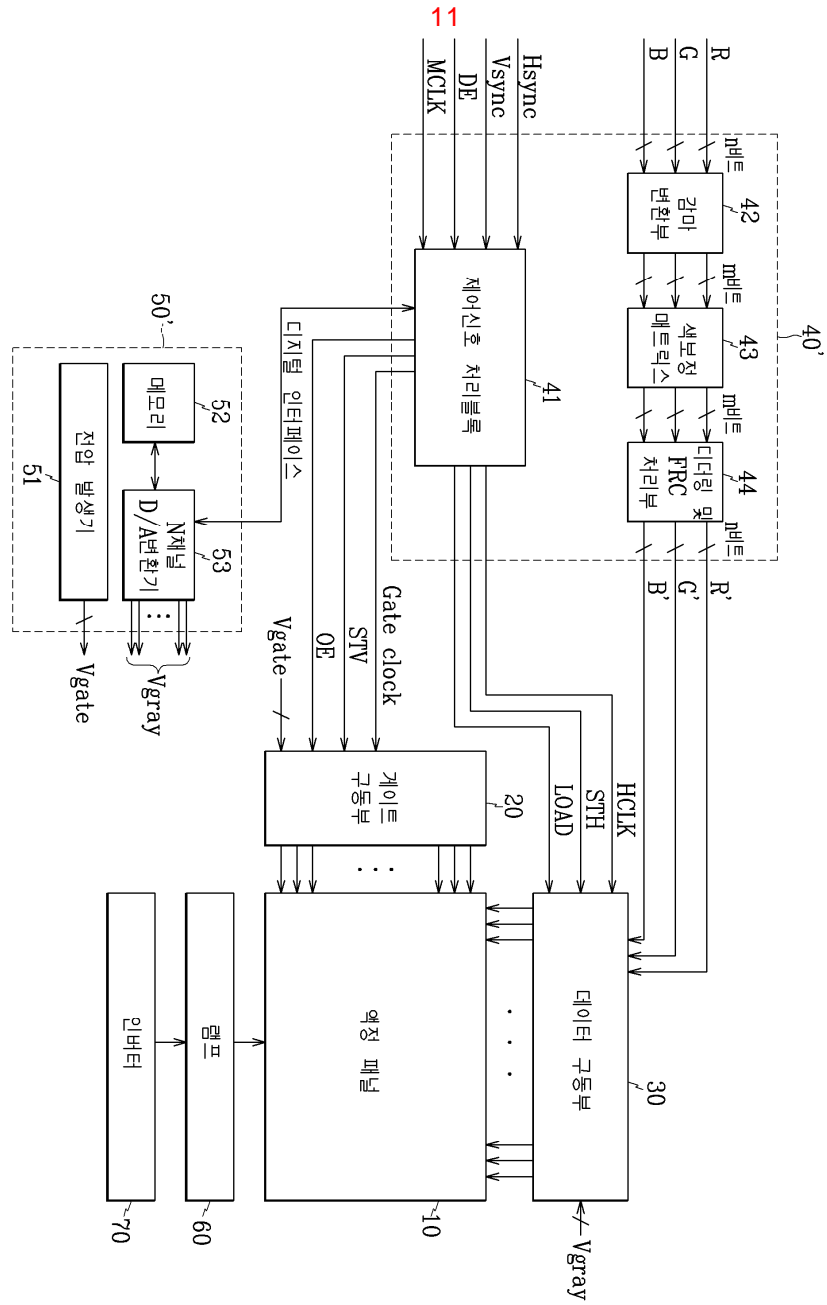 11
R
G
B
n비트
감마
변환부
42
m비트
색보정
매트릭스
43
m비트
디더링 및
FRC
처리부
44
n비트
R'
G'
B'
40'
Hsync
Vsync
DE
MCLK
제어신호 처리블록
41
디지털 인터페이스
HCLK
STH
LOAD
Gate clock
STV
OE
Vgate
50'
메모리
52
N채널
D/A변환기
53
전압 발생기
51
Vgray
Vgate
게이트
구동부
20
데이터 구동부
30
Vgray
액정 패널
10
램프
60
인버터
70